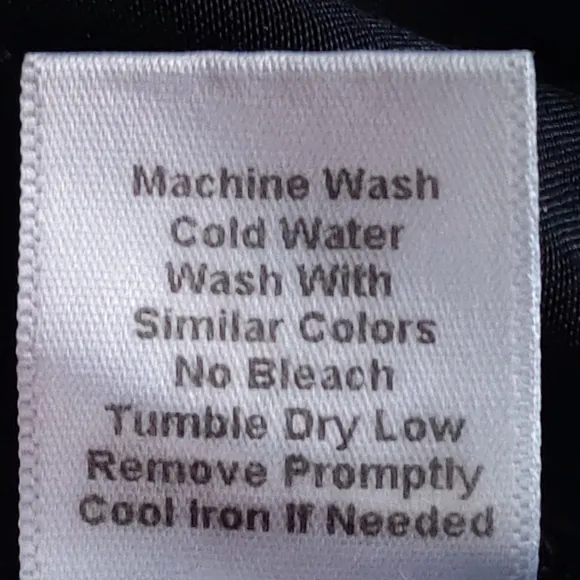 Machine Wash
Cold Water
Wash With
Similar Colors
No Bleach
Tumble Dry Low
Remove Promptly
Cool Iron If Needed